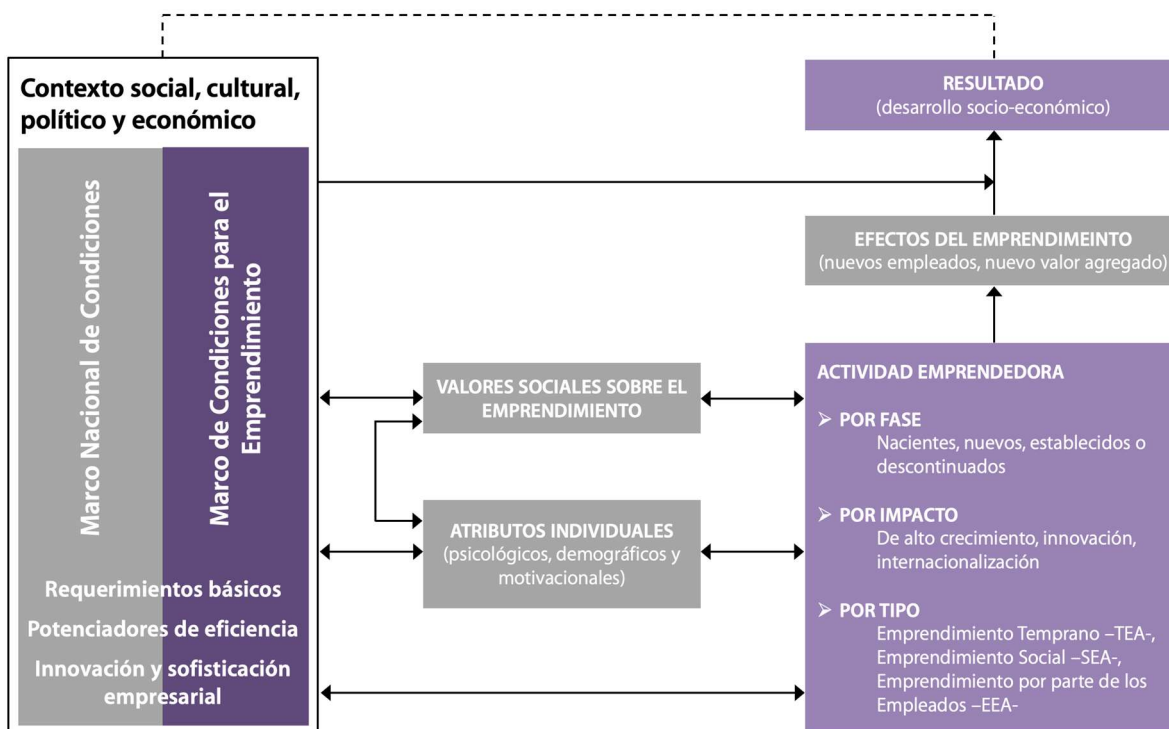 Contexto social, cultural,
político y económico
Marco Nacional de Condiciones
Marco de Condiciones para el
Emprendimiento
Requerimientos básicos
Potenciadores de eficiencia
Innovación y sofisticación
empresarial
VALORES SOCIALES SOBRE EL
EMPRENDIMIENTO
ATRIBUTOS INDIVIDUALES
(psicológicos, demográficos y
motivacionales)
RESULTADO
(desarrollo socio-económico)
EFECTOS DEL EMPRENDIMEINTO
(nuevos empleados, nuevo valor agregado)
ACTIVIDAD EMPRENDEDORA
➢ POR FASE
Nacientes, nuevos, establecidos o
descontinuados
➢ POR IMPACTO
De alto crecimiento, innovación,
internacionalización
➢ POR TIPO
Emprendimiento Temprano –TEA-,
Emprendimiento Social –SEA-,
Emprendimiento por parte de los
Empleados –EEA-